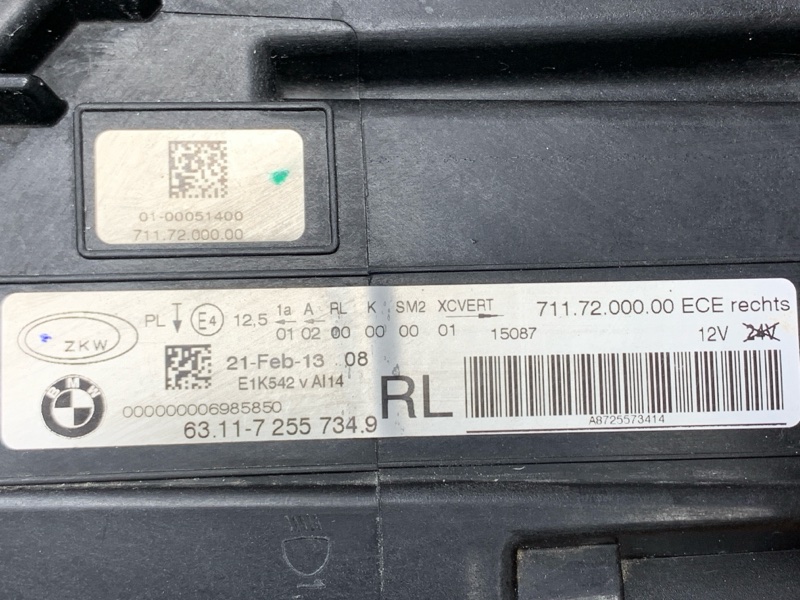 01-00051400
711.72.000.00
ZKW
PL E4 12,5 1a A RL K SM2 XCVERT
01 02 00 00 00 01
15087
711.72.000.00 ECE rechts
12V 24V
21-Feb-13 08
E1K542 v AI14
BMW
000000006985850
63.11-7 255 734.9
RL
A8725573414